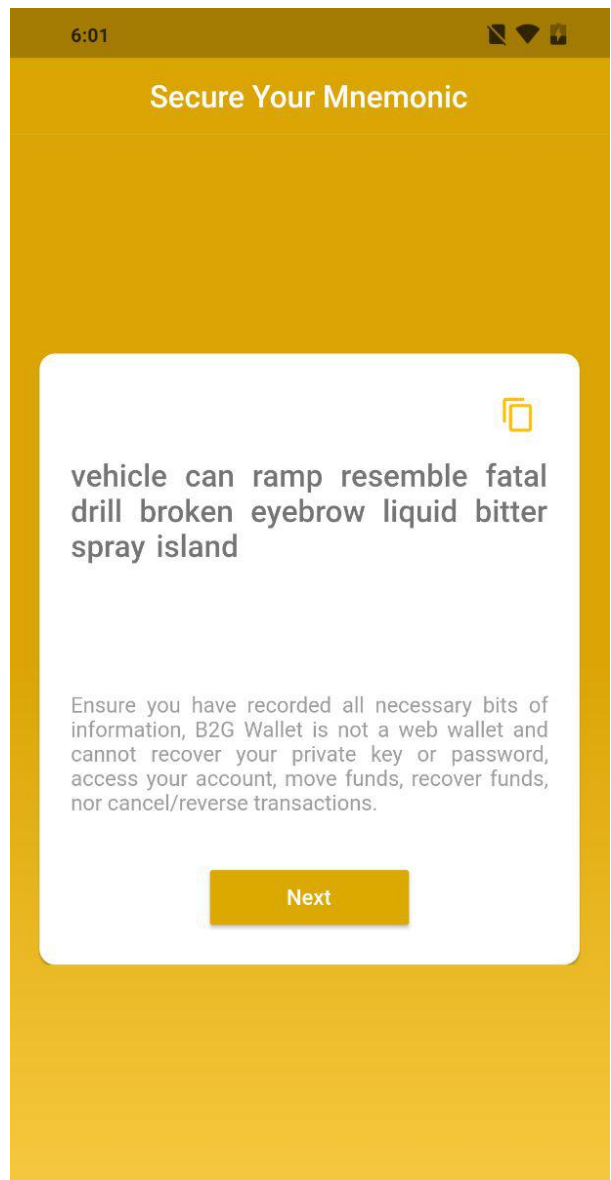 6:01
Secure Your Mnemonic
vehicle can ramp resemble fatal
drill broken eyebrow liquid bitter
spray island
Ensure you have recorded all necessary bits of
information, B2G Wallet is not a web wallet and
cannot recover your private key or password,
access your account, move funds, recover funds,
nor cancel/reverse transactions.
Next